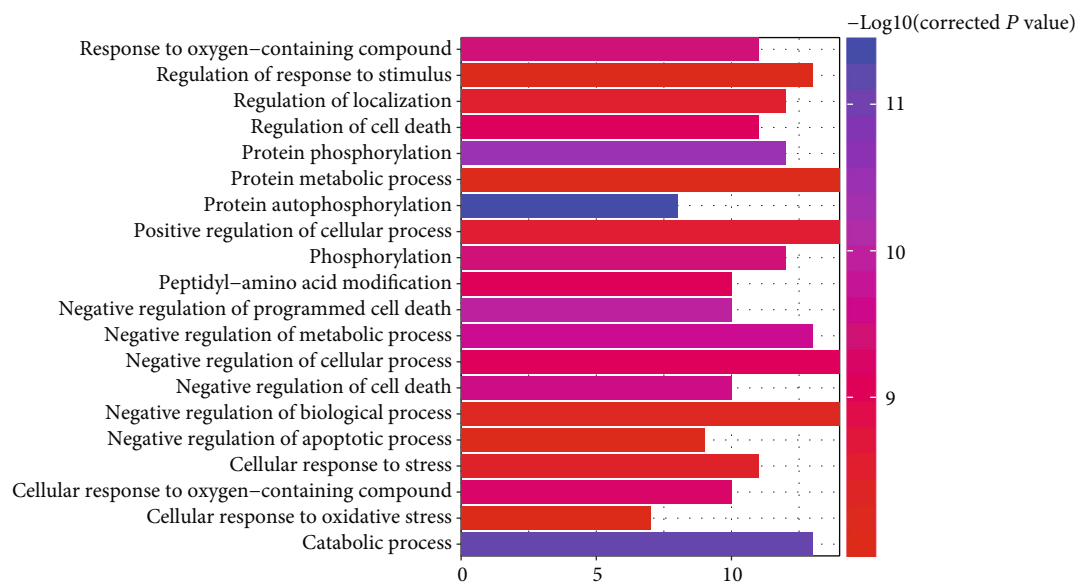 −Log10(corrected P value)
Response to oxygen−containing compound
Regulation of response to stimulus
Regulation of localization
Regulation of cell death
Protein phosphorylation
Protein metabolic process
Protein autophosphorylation
Positive regulation of cellular process
Phosphorylation
Peptidyl−amino acid modification
Negative regulation of programmed cell death
Negative regulation of metabolic process
Negative regulation of cellular process
Negative regulation of cell death
Negative regulation of biological process
Negative regulation of apoptotic process
Cellular response to stress
Cellular response to oxygen−containing compound
Cellular response to oxidative stress
Catabolic process
0 5 10
11
10
9